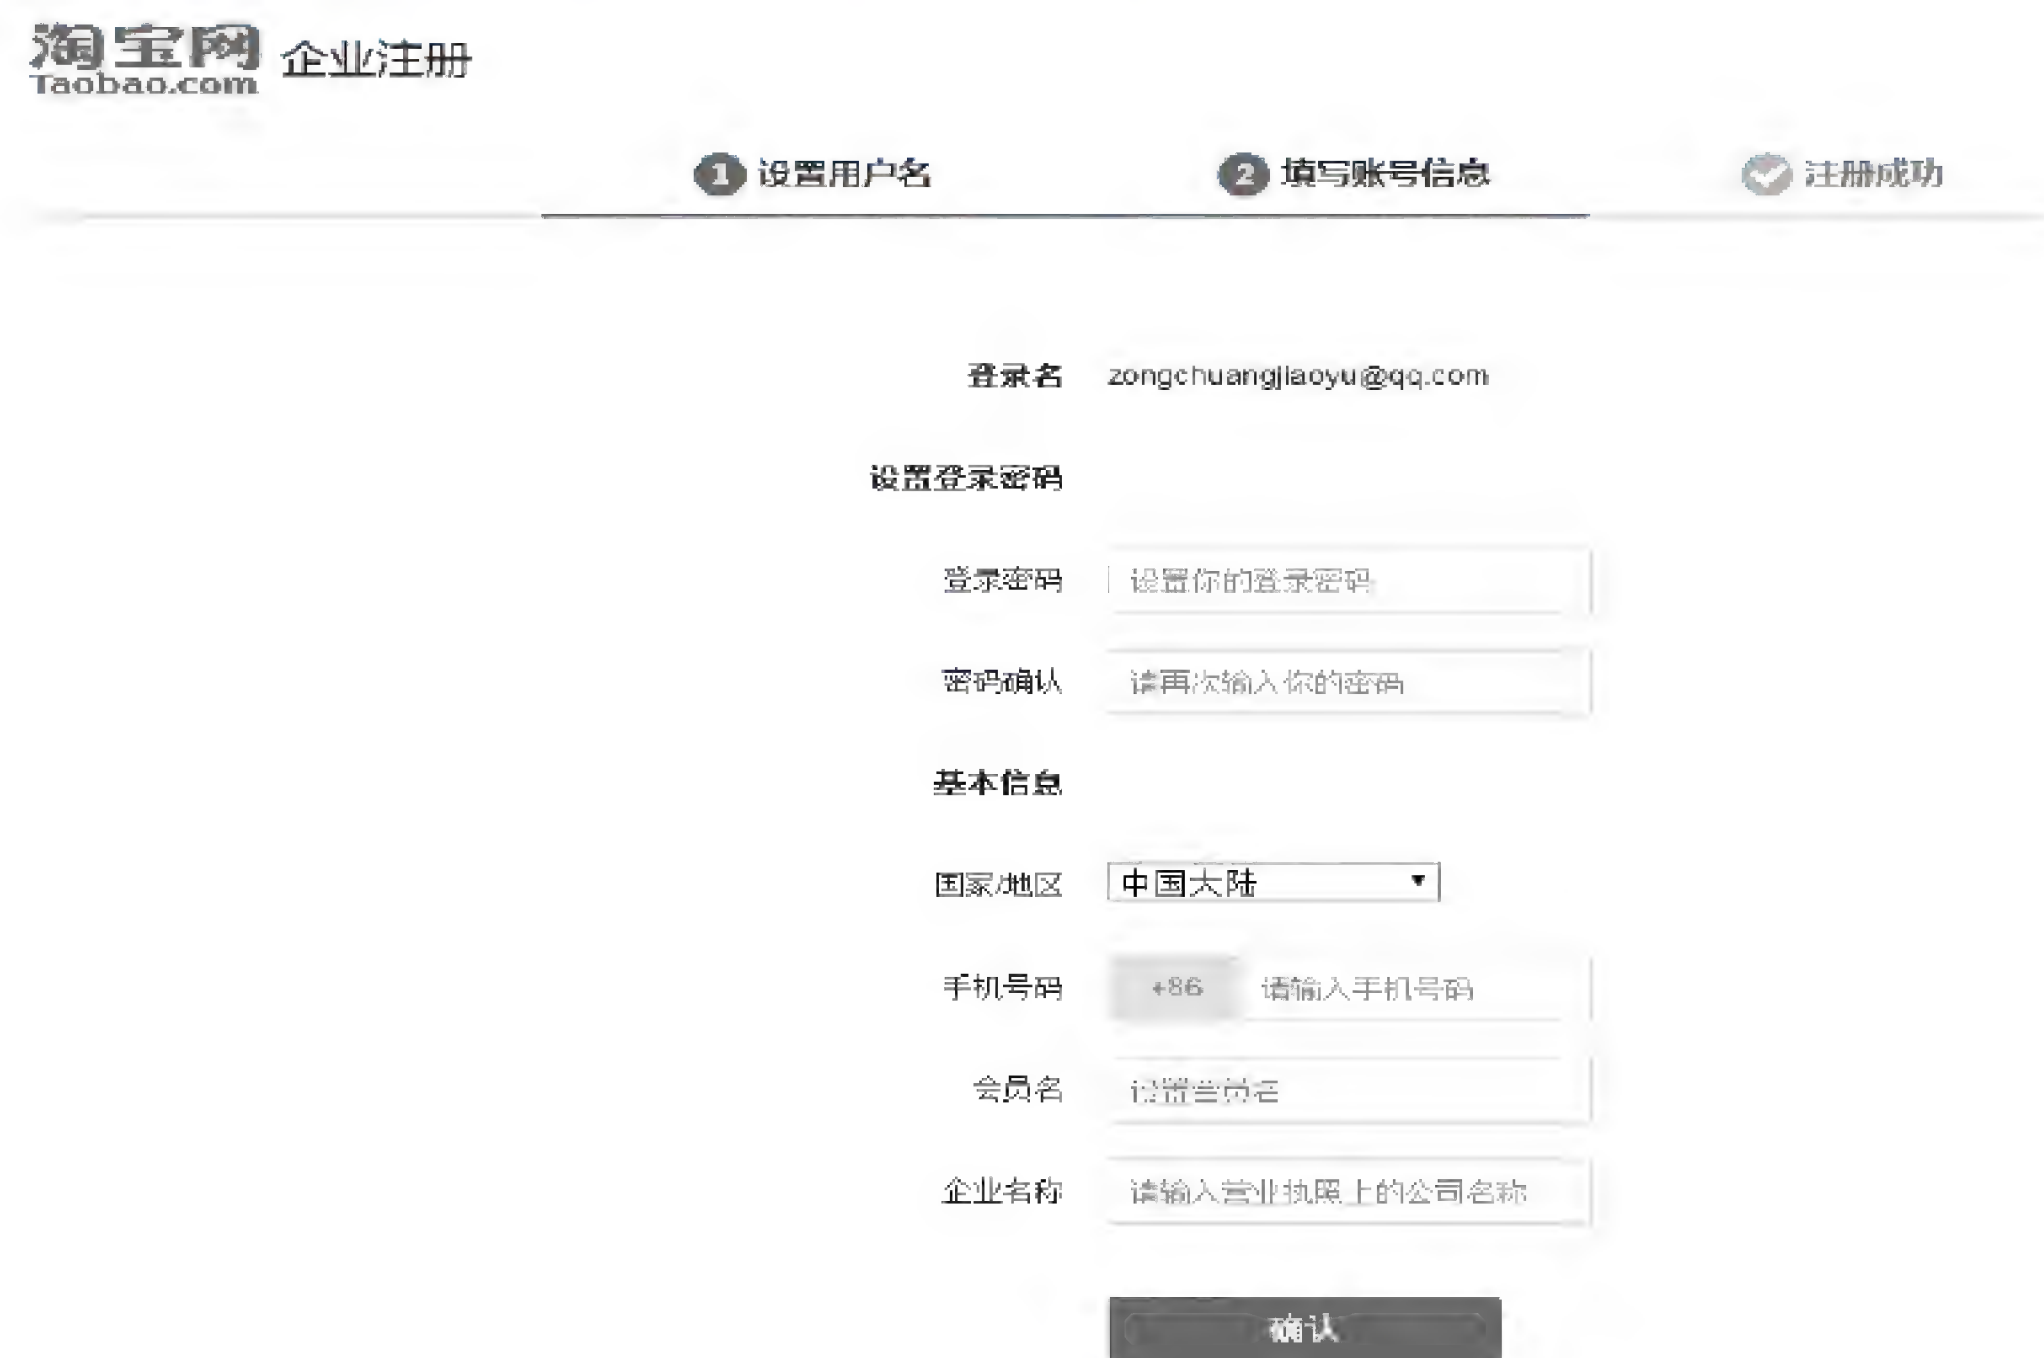 淘宝网 企业注册
Taobao.com
1 设置用户名 2 填写账号信息 注册成功
登录名 zongchuangjiaoyu@qq.com
设置登录密码
登录密码 设置你的登录密码
密码确认 请再次输入你的密码
基本信息
国家/地区 中国大陆
手机号码 +86 请输入手机号码
会员名 设置会员名
企业名称 请输入营业执照上的公司名称
确认